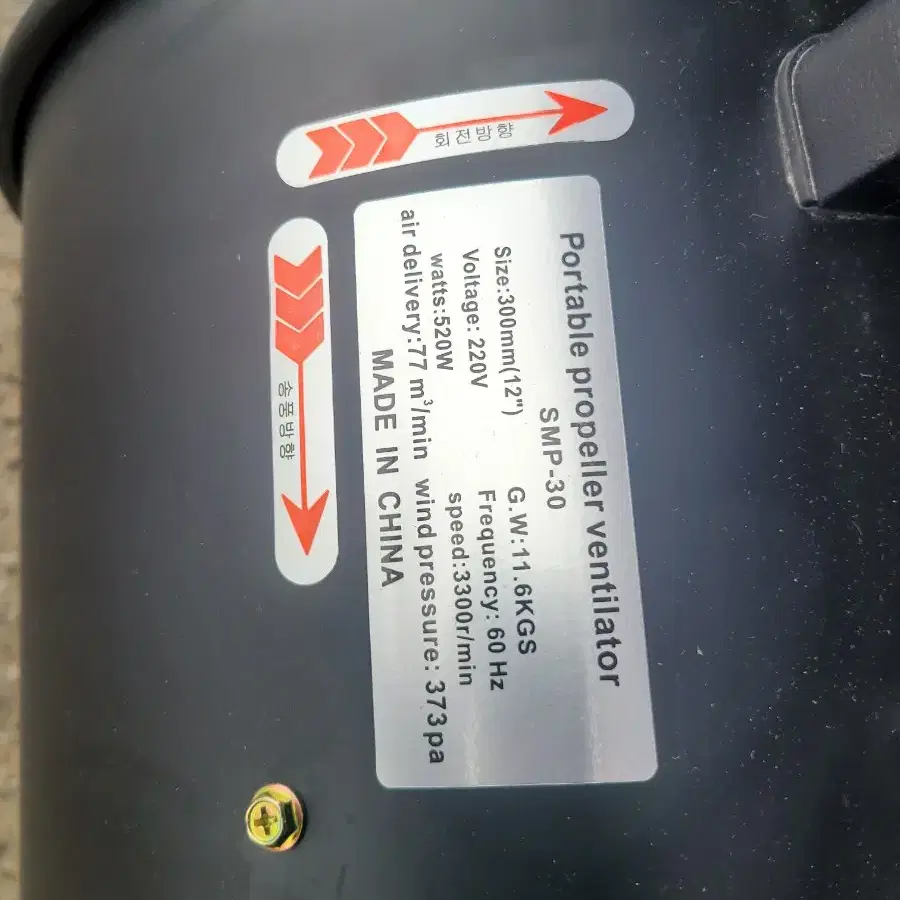 회전방향
송풍방향
Portable propeller ventilator
SMP-30
Size:300mm(12") G.W:11.6KGS
Voltage: 220V Frequency: 60 Hz
watts:520W speed:3300r/min
air delivery:77 m³/min wind pressure: 373pa
MADE IN CHINA